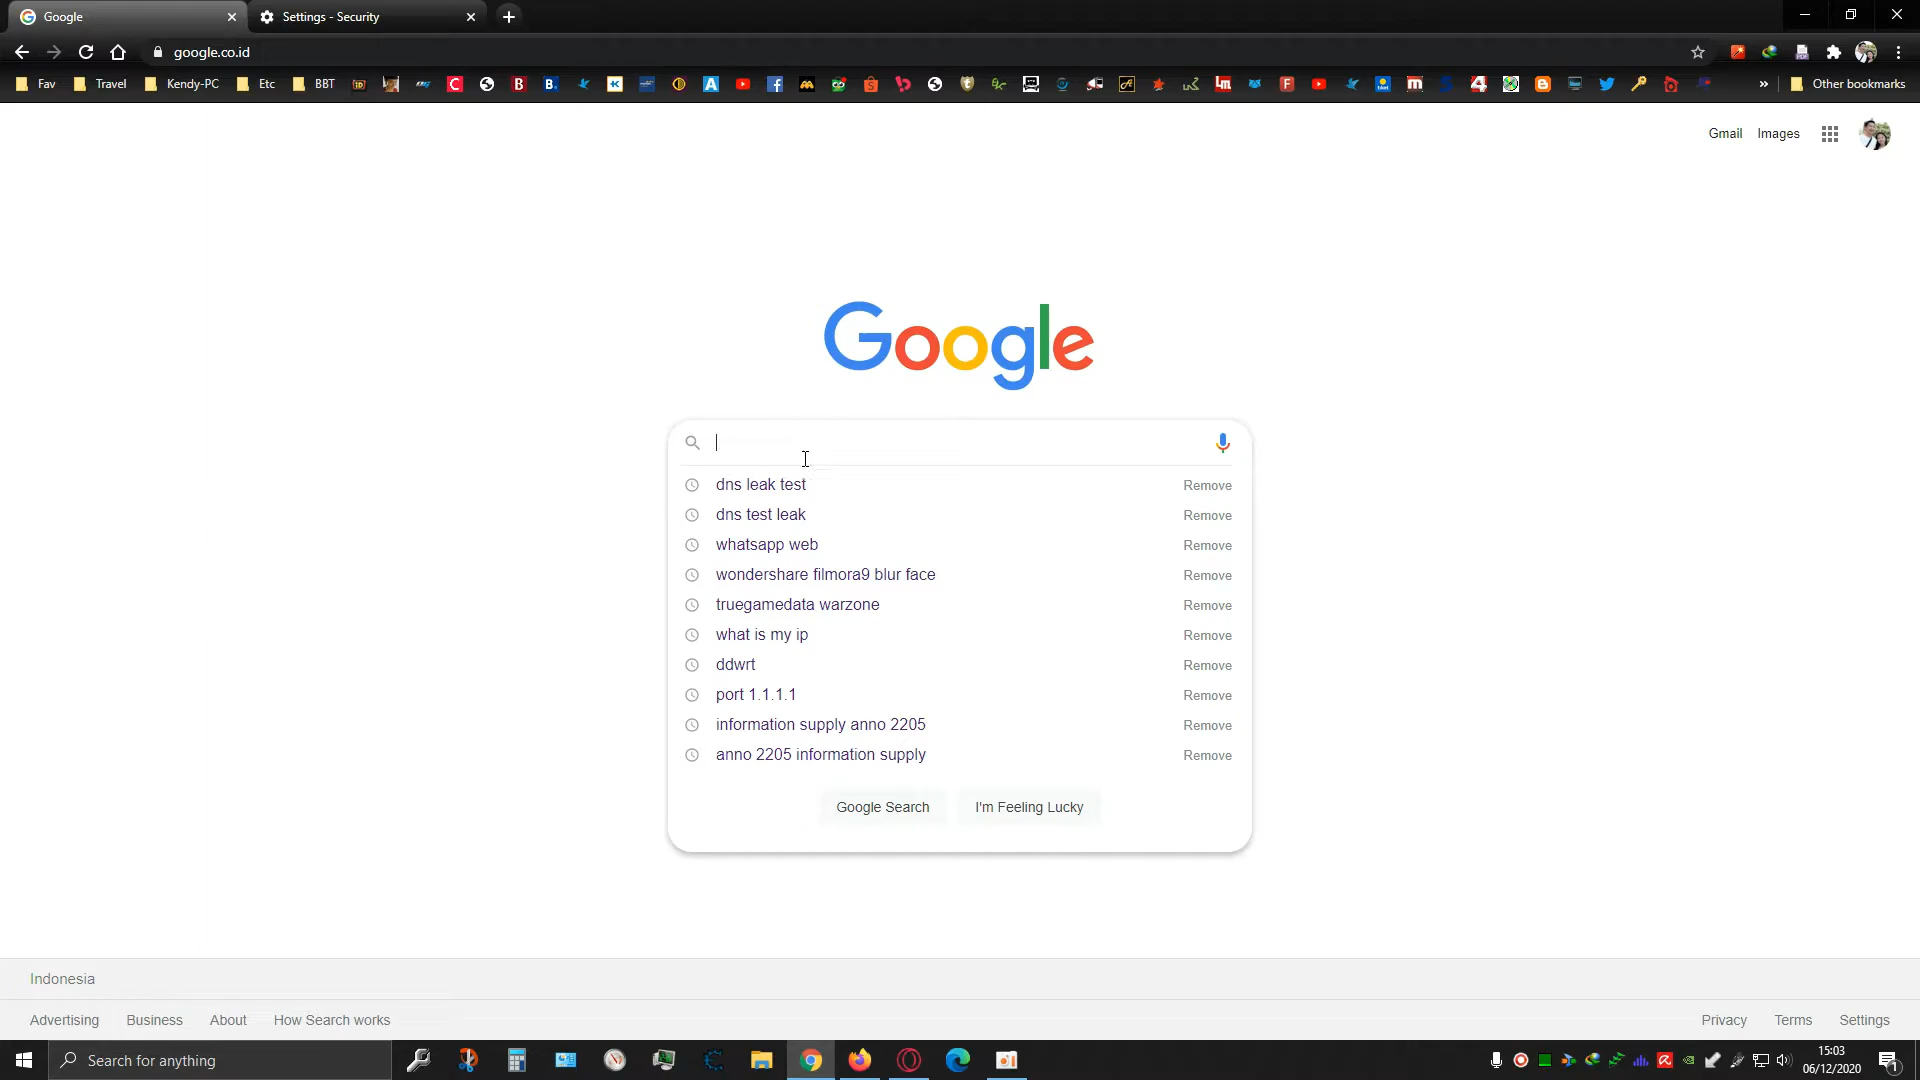 Google
Settings - Security
google.co.id
Fav
Travel
Kendy-PC
Etc
BBT
Other bookmarks
Gmail
Images
Google
dns leak test
Remove
dns test leak
Remove
whatsapp web
Remove
wondershare filmora9 blur face
Remove
truegamedata warzone
Remove
what is my ip
Remove
ddwrt
Remove
port 1.1.1.1
Remove
information supply anno 2205
Remove
anno 2205 information supply
Remove
Google Search
I'm Feeling Lucky
Indonesia
Advertising
Business
About
How Search works
Privacy
Terms
Settings
Search for anything
15:03
06/12/2020
1